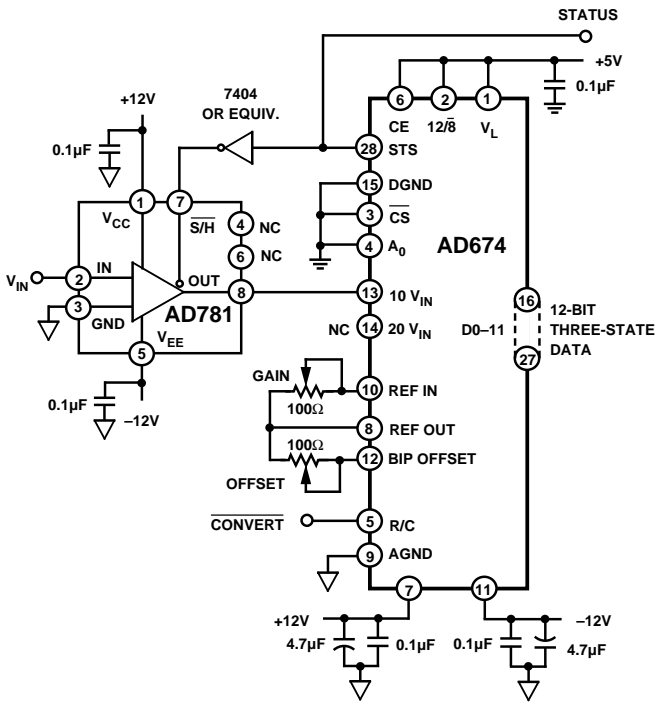 STATUS
+5V
0.1µF
+12V
7404
OR EQUIV.
0.1µF
6
2
1
CE
12/8̅
VL
28
STS
15
DGND
3
C̅S̅
4
A0
AD674
1
7
VCC
S̅/H̅
4
NC
6
NC
VIN
2
IN
OUT
8
3
GND
AD781
VEE
5
13
10 VIN
NC
14
20 VIN
16
D0–11
12-BIT
THREE-STATE
DATA
27
0.1µF
–12V
GAIN
100Ω
10
REF IN
8
REF OUT
100Ω
12
BIP OFFSET
OFFSET
C̅O̅N̅V̅E̅R̅T̅
5
R/C
9
AGND
7
11
+12V
4.7µF
0.1µF
0.1µF
–12V
4.7µF